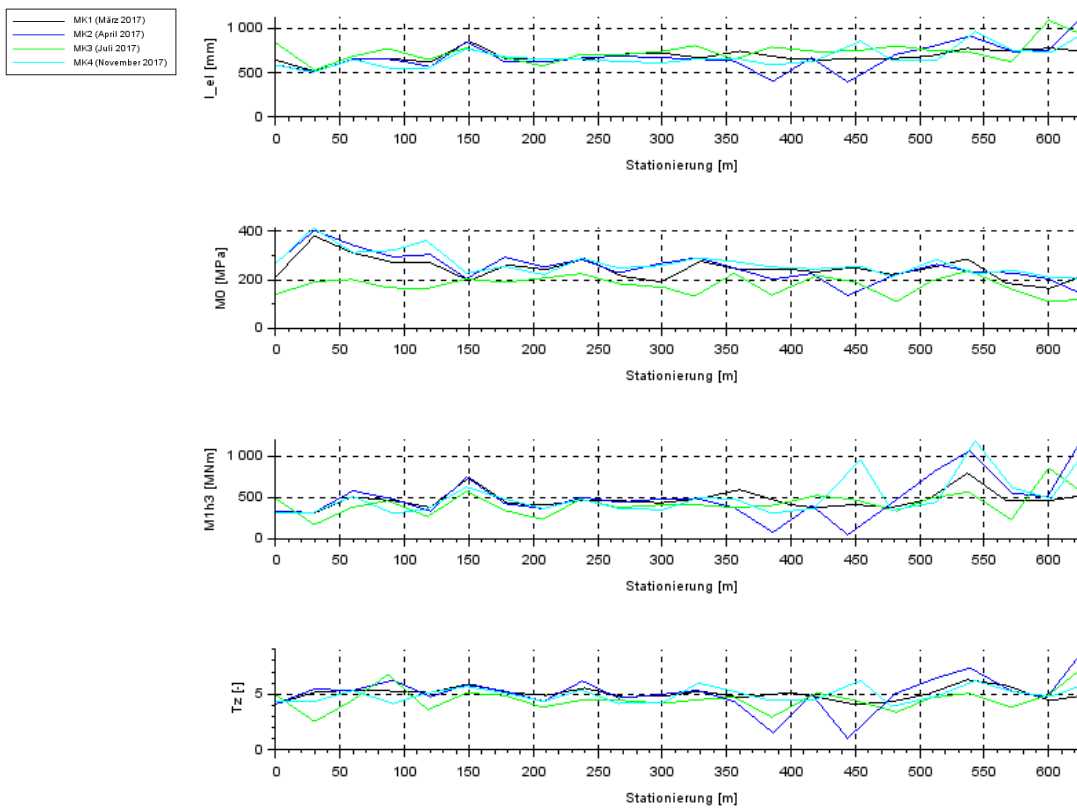 MK1 (März 2017)
MK2 (April 2017)
MK3 (Juli 2017)
MK4 (November 2017)
l_el [mm]
1 000
500
0
0 50 100 150 200 250 300 350 400 450 500 550 600
Stationierung [m]
M0 [MPa]
400
200
0
0 50 100 150 200 250 300 350 400 450 500 550 600
Stationierung [m]
M1h3 [MNm]
1 000
500
0
0 50 100 150 200 250 300 350 400 450 500 550 600
Stationierung [m]
Tz [-]
5
0
0 50 100 150 200 250 300 350 400 450 500 550 600
Stationierung [m]